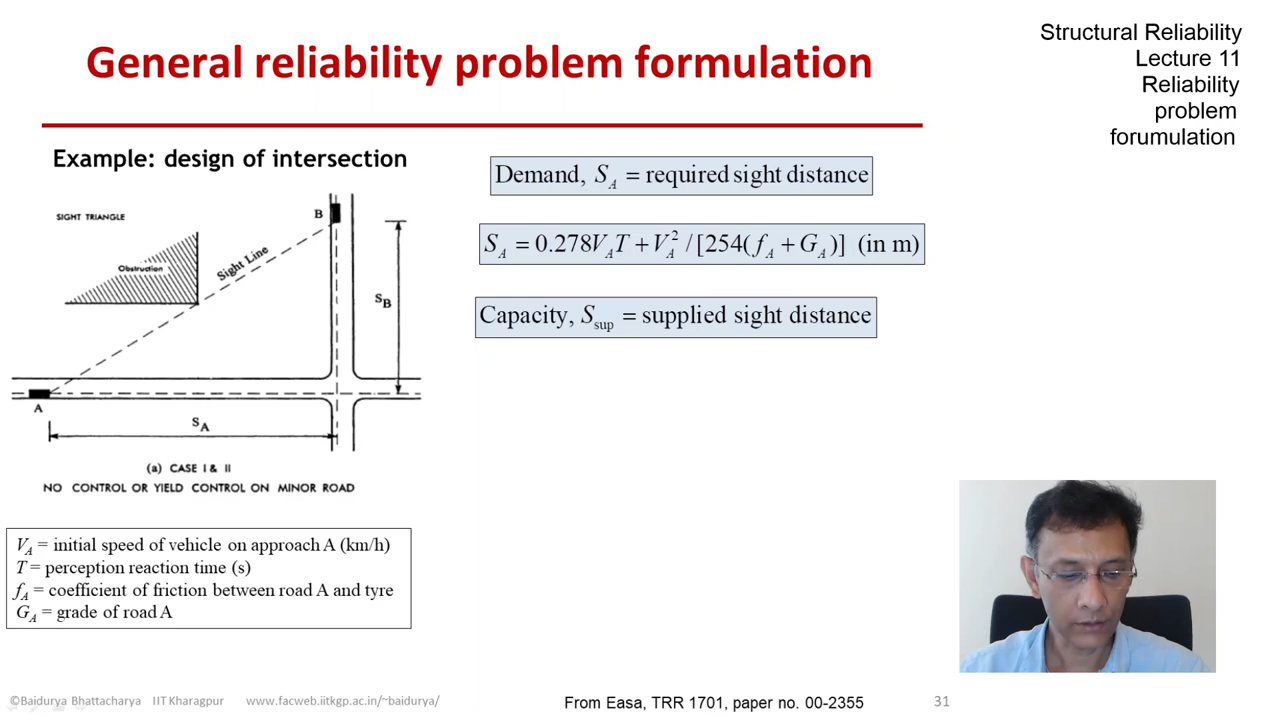 General reliability problem formulation
Structural Reliability
Lecture 11
Reliability
problem
forumulation
Example: design of intersection
SIGHT TRIANGLE
Obstruction
Sight Line
B
S_B
A
S_A
(a) CASE I & II
NO CONTROL OR YIELD CONTROL ON MINOR ROAD
Demand, S_A = required sight distance
S_A = 0.278V_A T + V_A^2 / [254(f_A + G_A)] (in m)
Capacity, S_sup = supplied sight distance
V_A = initial speed of vehicle on approach A (km/h)
T = perception reaction time (s)
f_A = coefficient of friction between road A and tyre
G_A = grade of road A
©Baidurya Bhattacharya IIT Kharagpur www.facweb.iitkgp.ac.in/~baidurya/
From Easa, TRR 1701, paper no. 00-2355
31